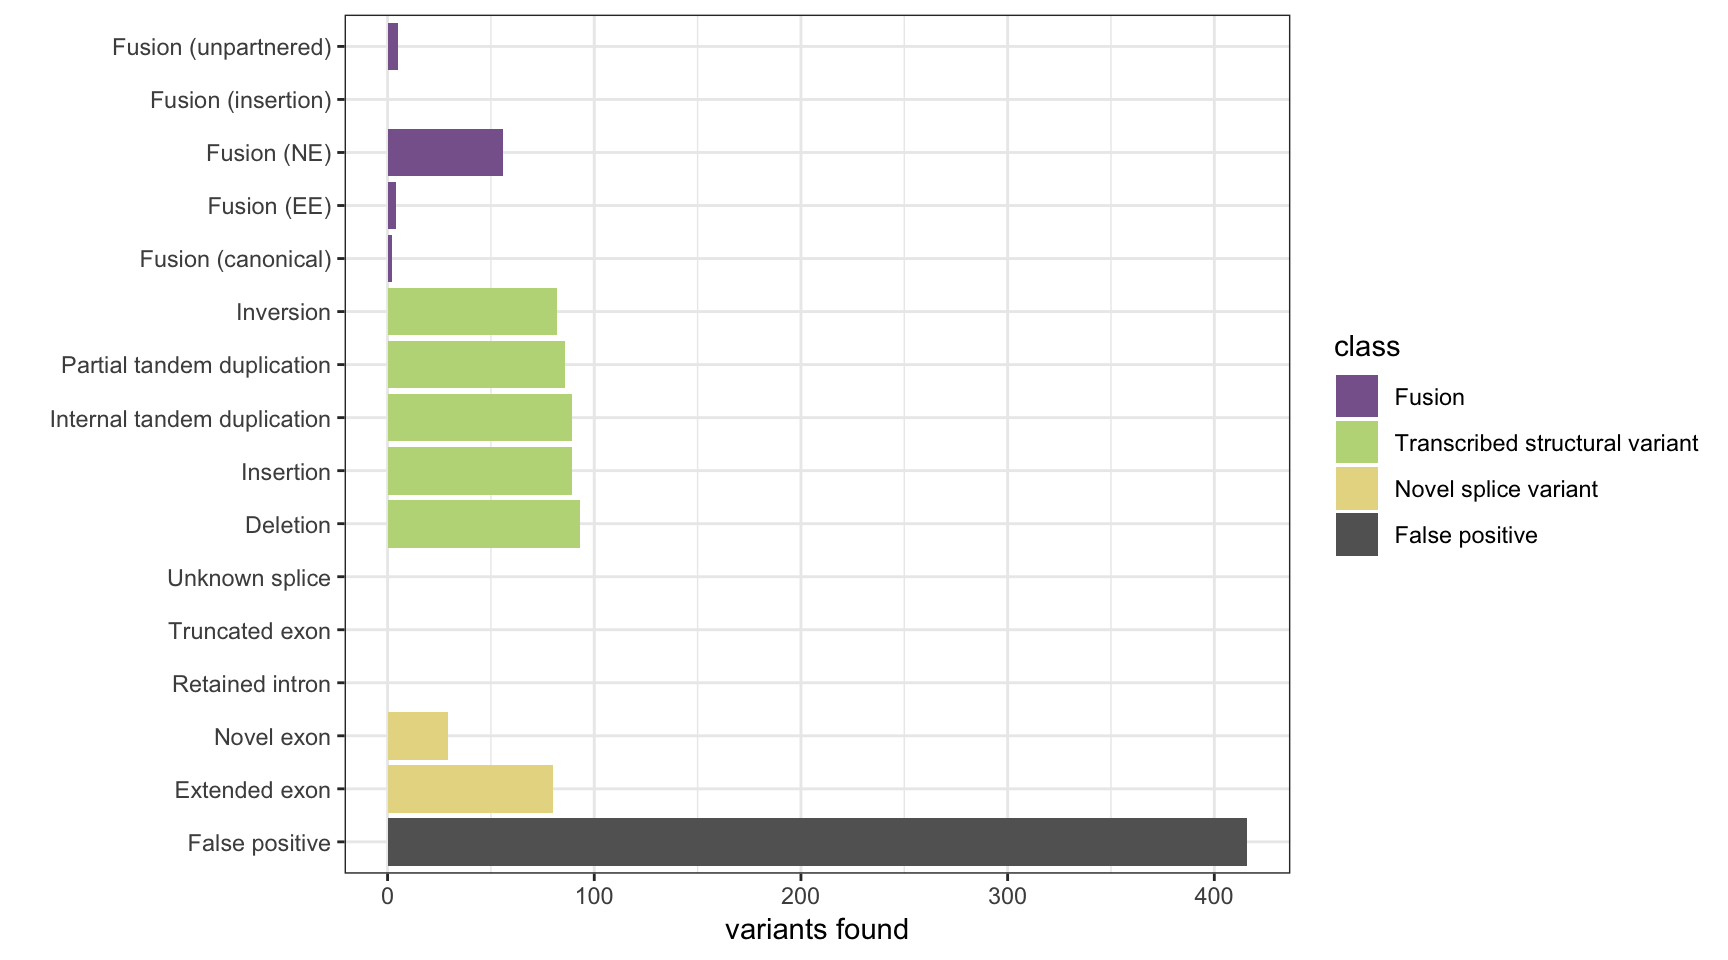 Fusion (unpartnered)
Fusion (insertion)
Fusion (NE)
Fusion (EE)
Fusion (canonical)
Inversion
Partial tandem duplication
Internal tandem duplication
Insertion
Deletion
Unknown splice
Truncated exon
Retained intron
Novel exon
Extended exon
False positive
0 100 200 300 400
variants found
class
Fusion
Transcribed structural variant
Novel splice variant
False positive